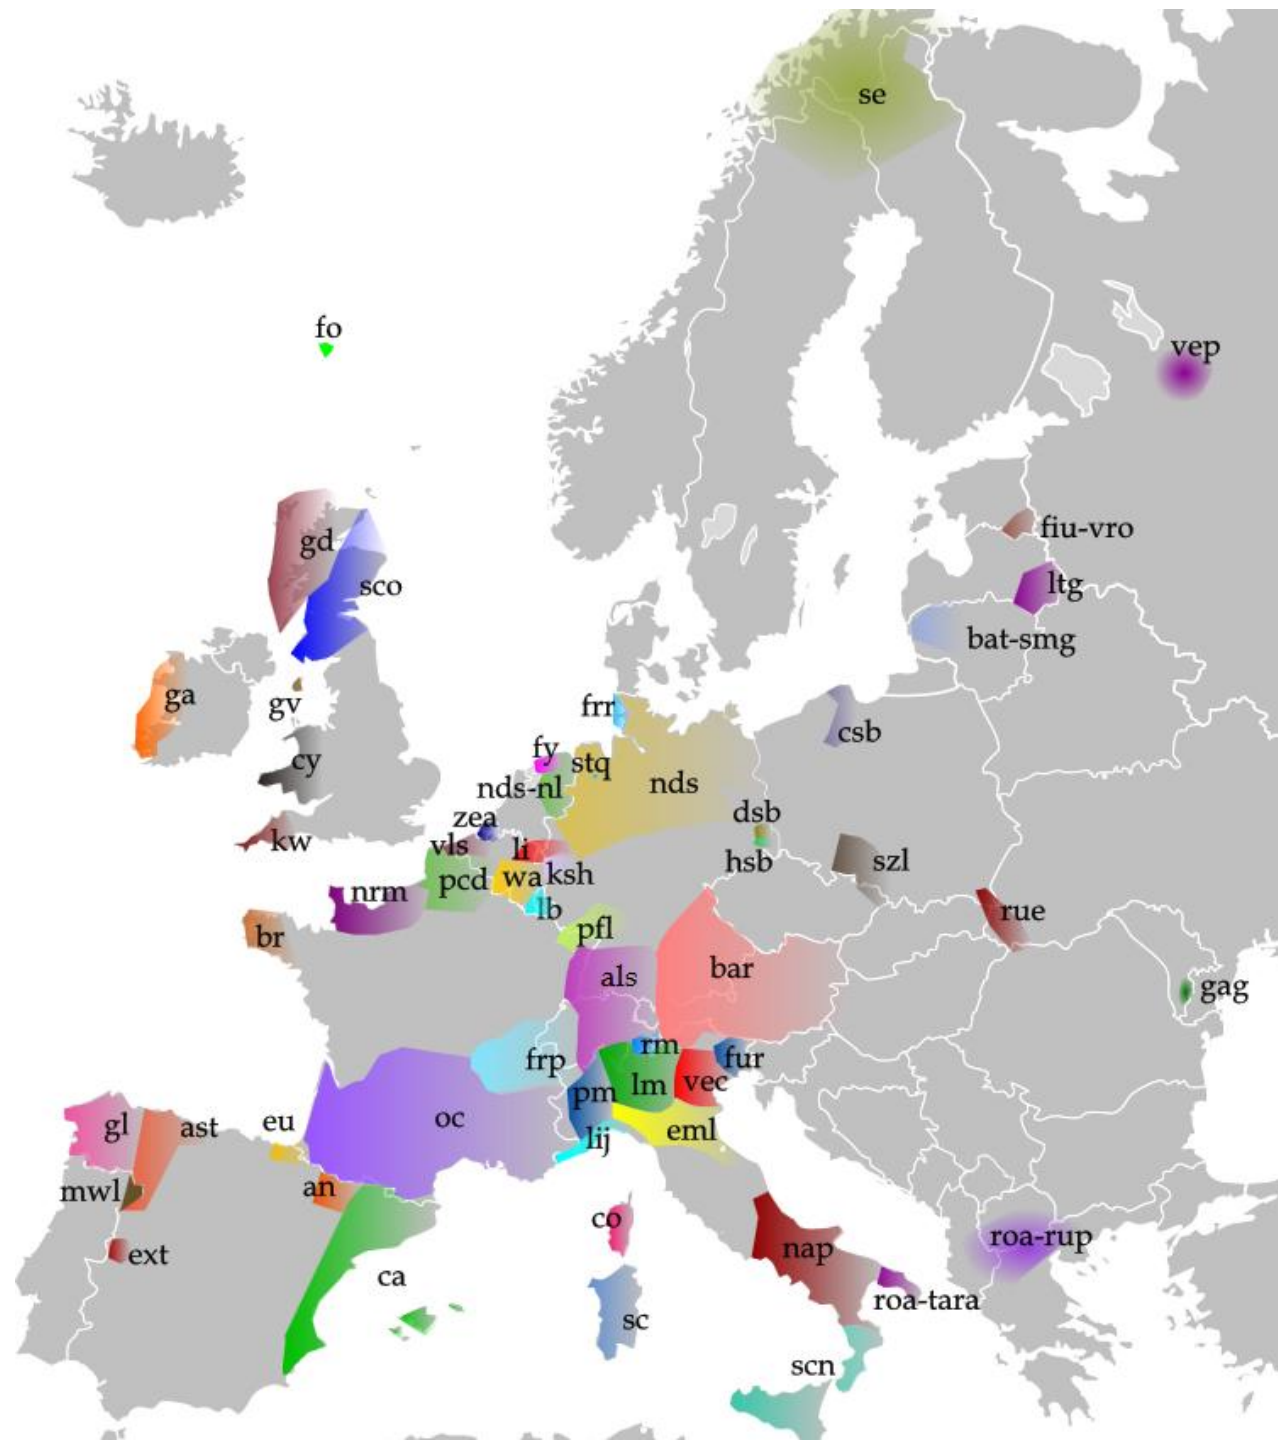 se
fo
vep
gd
fiu-vro
sco
ltg
bat-smg
ga
gv
frr
csb
fy
stq
cy
nds-nl
nds
zea
dsb
kw
vls
li
hsb
szl
pcd
wa
ksh
nrm
lb
rue
br
pfl
als
bar
gag
frp
rm
fur
pm
lm
vec
gl
ast
eu
oc
lij
eml
mwl
an
co
ext
nap
roa-rup
ca
roa-tara
sc
scn